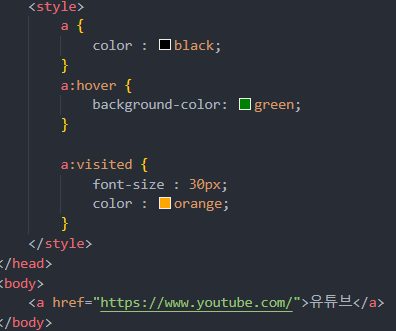 <style>
a {
color : black;
}
a:hover {
background-color: green;
}
a:visited {
font-size : 30px;
color : orange;
}
</style>
</head>
<body>
<a href="https://www.youtube.com/">유튜브</a>
</body>